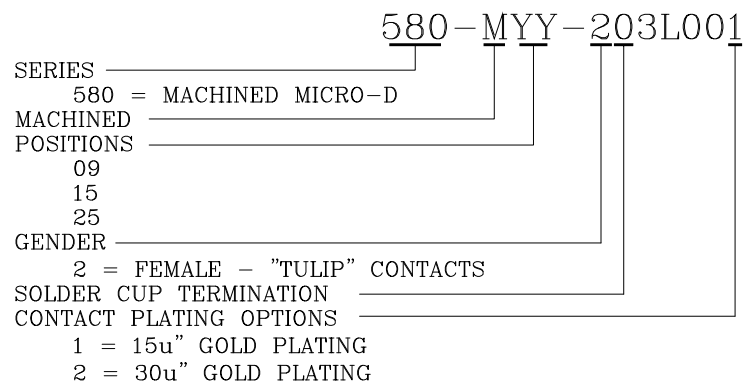 580-MYY-203L001
SERIES
580 = MACHINED MICRO-D
MACHINED
POSITIONS
09
15
25
GENDER
2 = FEMALE - "TULIP" CONTACTS
SOLDER CUP TERMINATION
CONTACT PLATING OPTIONS
1 = 15u" GOLD PLATING
2 = 30u" GOLD PLATING